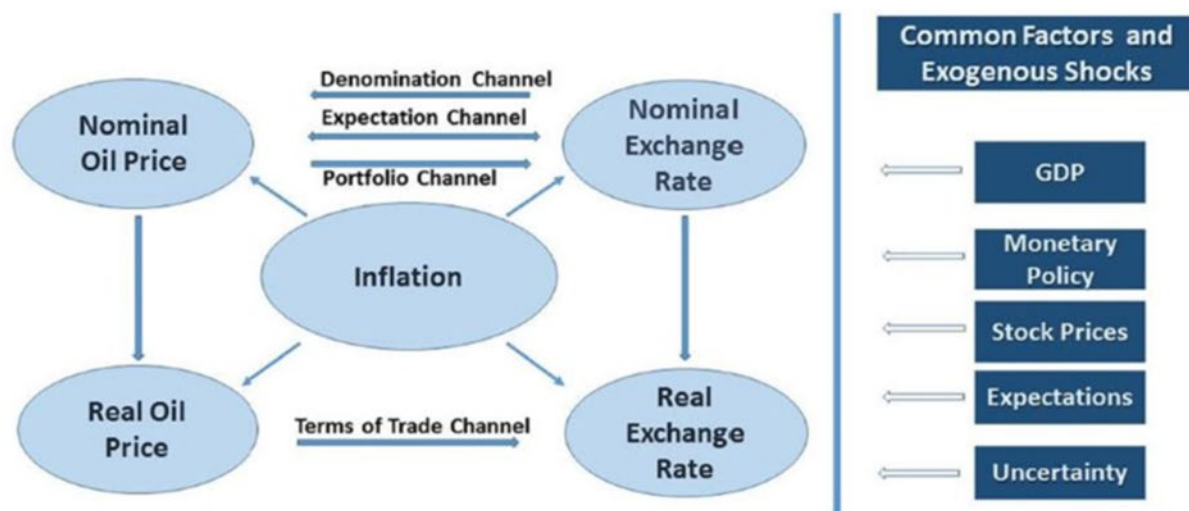 Denomination Channel
Nominal
Oil Price
Expectation Channel
Nominal
Exchange
Rate
Portfolio Channel
Inflation
Real Oil
Price
Terms of Trade Channel
Real
Exchange
Rate
Common Factors and
Exogenous Shocks
GDP
Monetary
Policy
Stock Prices
Expectations
Uncertainty